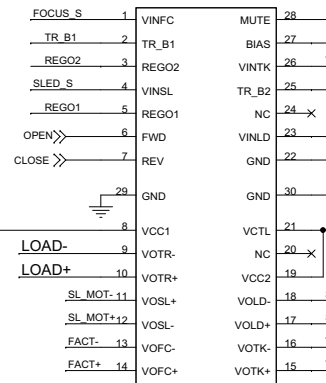 FOCUS_S 1 VINFC MUTE 28
TR_B1 2 TR_B1 BIAS 27
REGO2 3 REGO2 VINTK 26
SLED_S 4 VINSL TR_B2 25
REGO1 5 REGO1 NC 24
OPEN 6 FWD VINLD 23
CLOSE 7 REV GND 22
29 GND GND 30
8 VCC1 VCTL 21
LOAD- 9 VOTR- NC 20
LOAD+ 10 VOTR+ VCC2 19
SL_MOT- 11 VOSL+ VOLD- 18
SL_MOT+ 12 VOSL- VOLD+ 17
FACT- 13 VOFC- VOTK- 16
FACT+ 14 VOFC+ VOTK+ 15